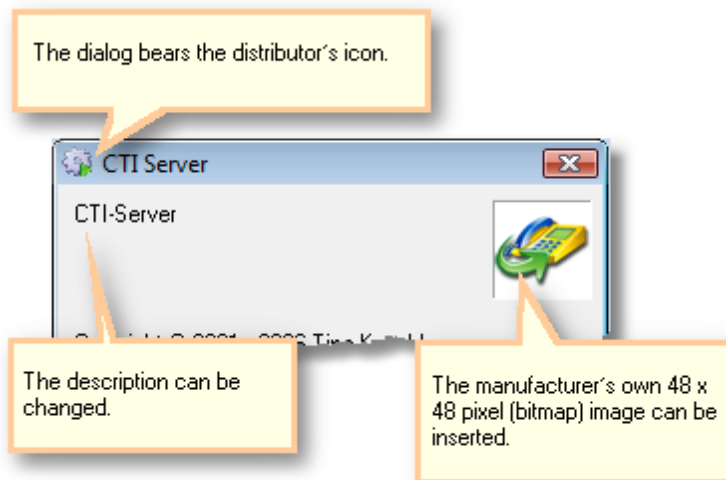 The dialog bears the distributor´s icon.
CTI Server
CTI-Server
The description can be
changed.
The manufacturer´s own 48 x
48 pixel (bitmap) image can be
inserted.